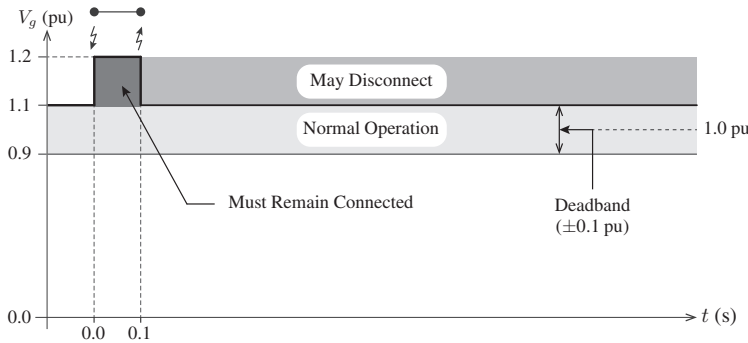 V_g (pu)
1.2
May Disconnect
1.1
Normal Operation
1.0 pu
0.9
Must Remain Connected
Deadband
(±0.1 pu)
0.0
t (s)
0.0 0.1